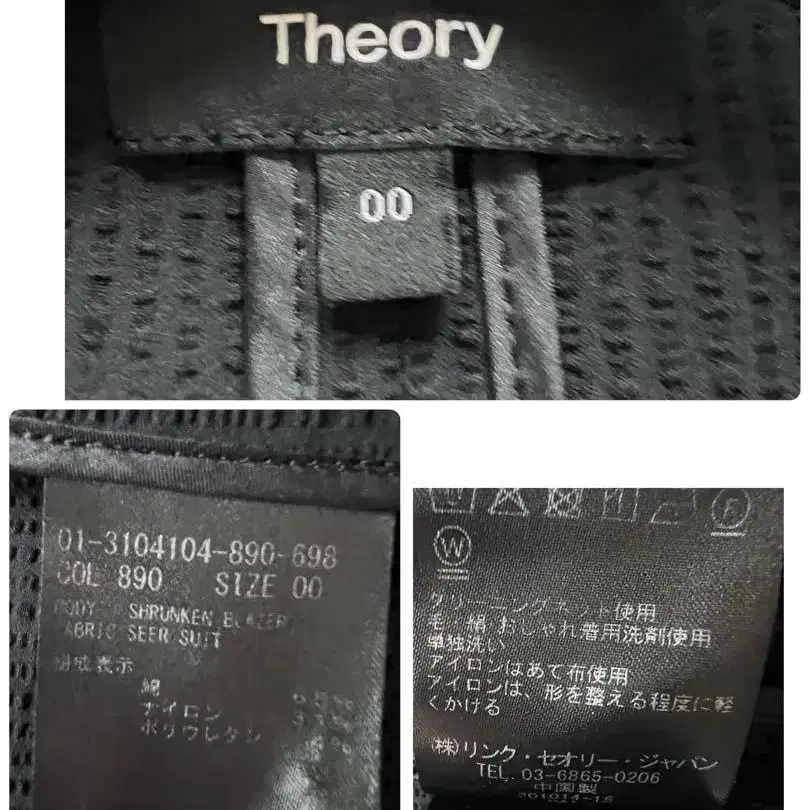 Theory
00
01-3104104-890-698
COL 890 SIZE 00
BODY SHRUNKEN BLAZER
FABRIC SEER SUIT
組成表示
綿
ナイロン
ポリウレタン
F
W
クリーニングネット使用
毛 絹 おしゃれ着用洗剤使用
単独洗い
アイロンはあて布使用
アイロンは、形を整える程度に軽
くかける
(株)リンク・セオリー・ジャパン
TEL. 03-6865-0206
中国製